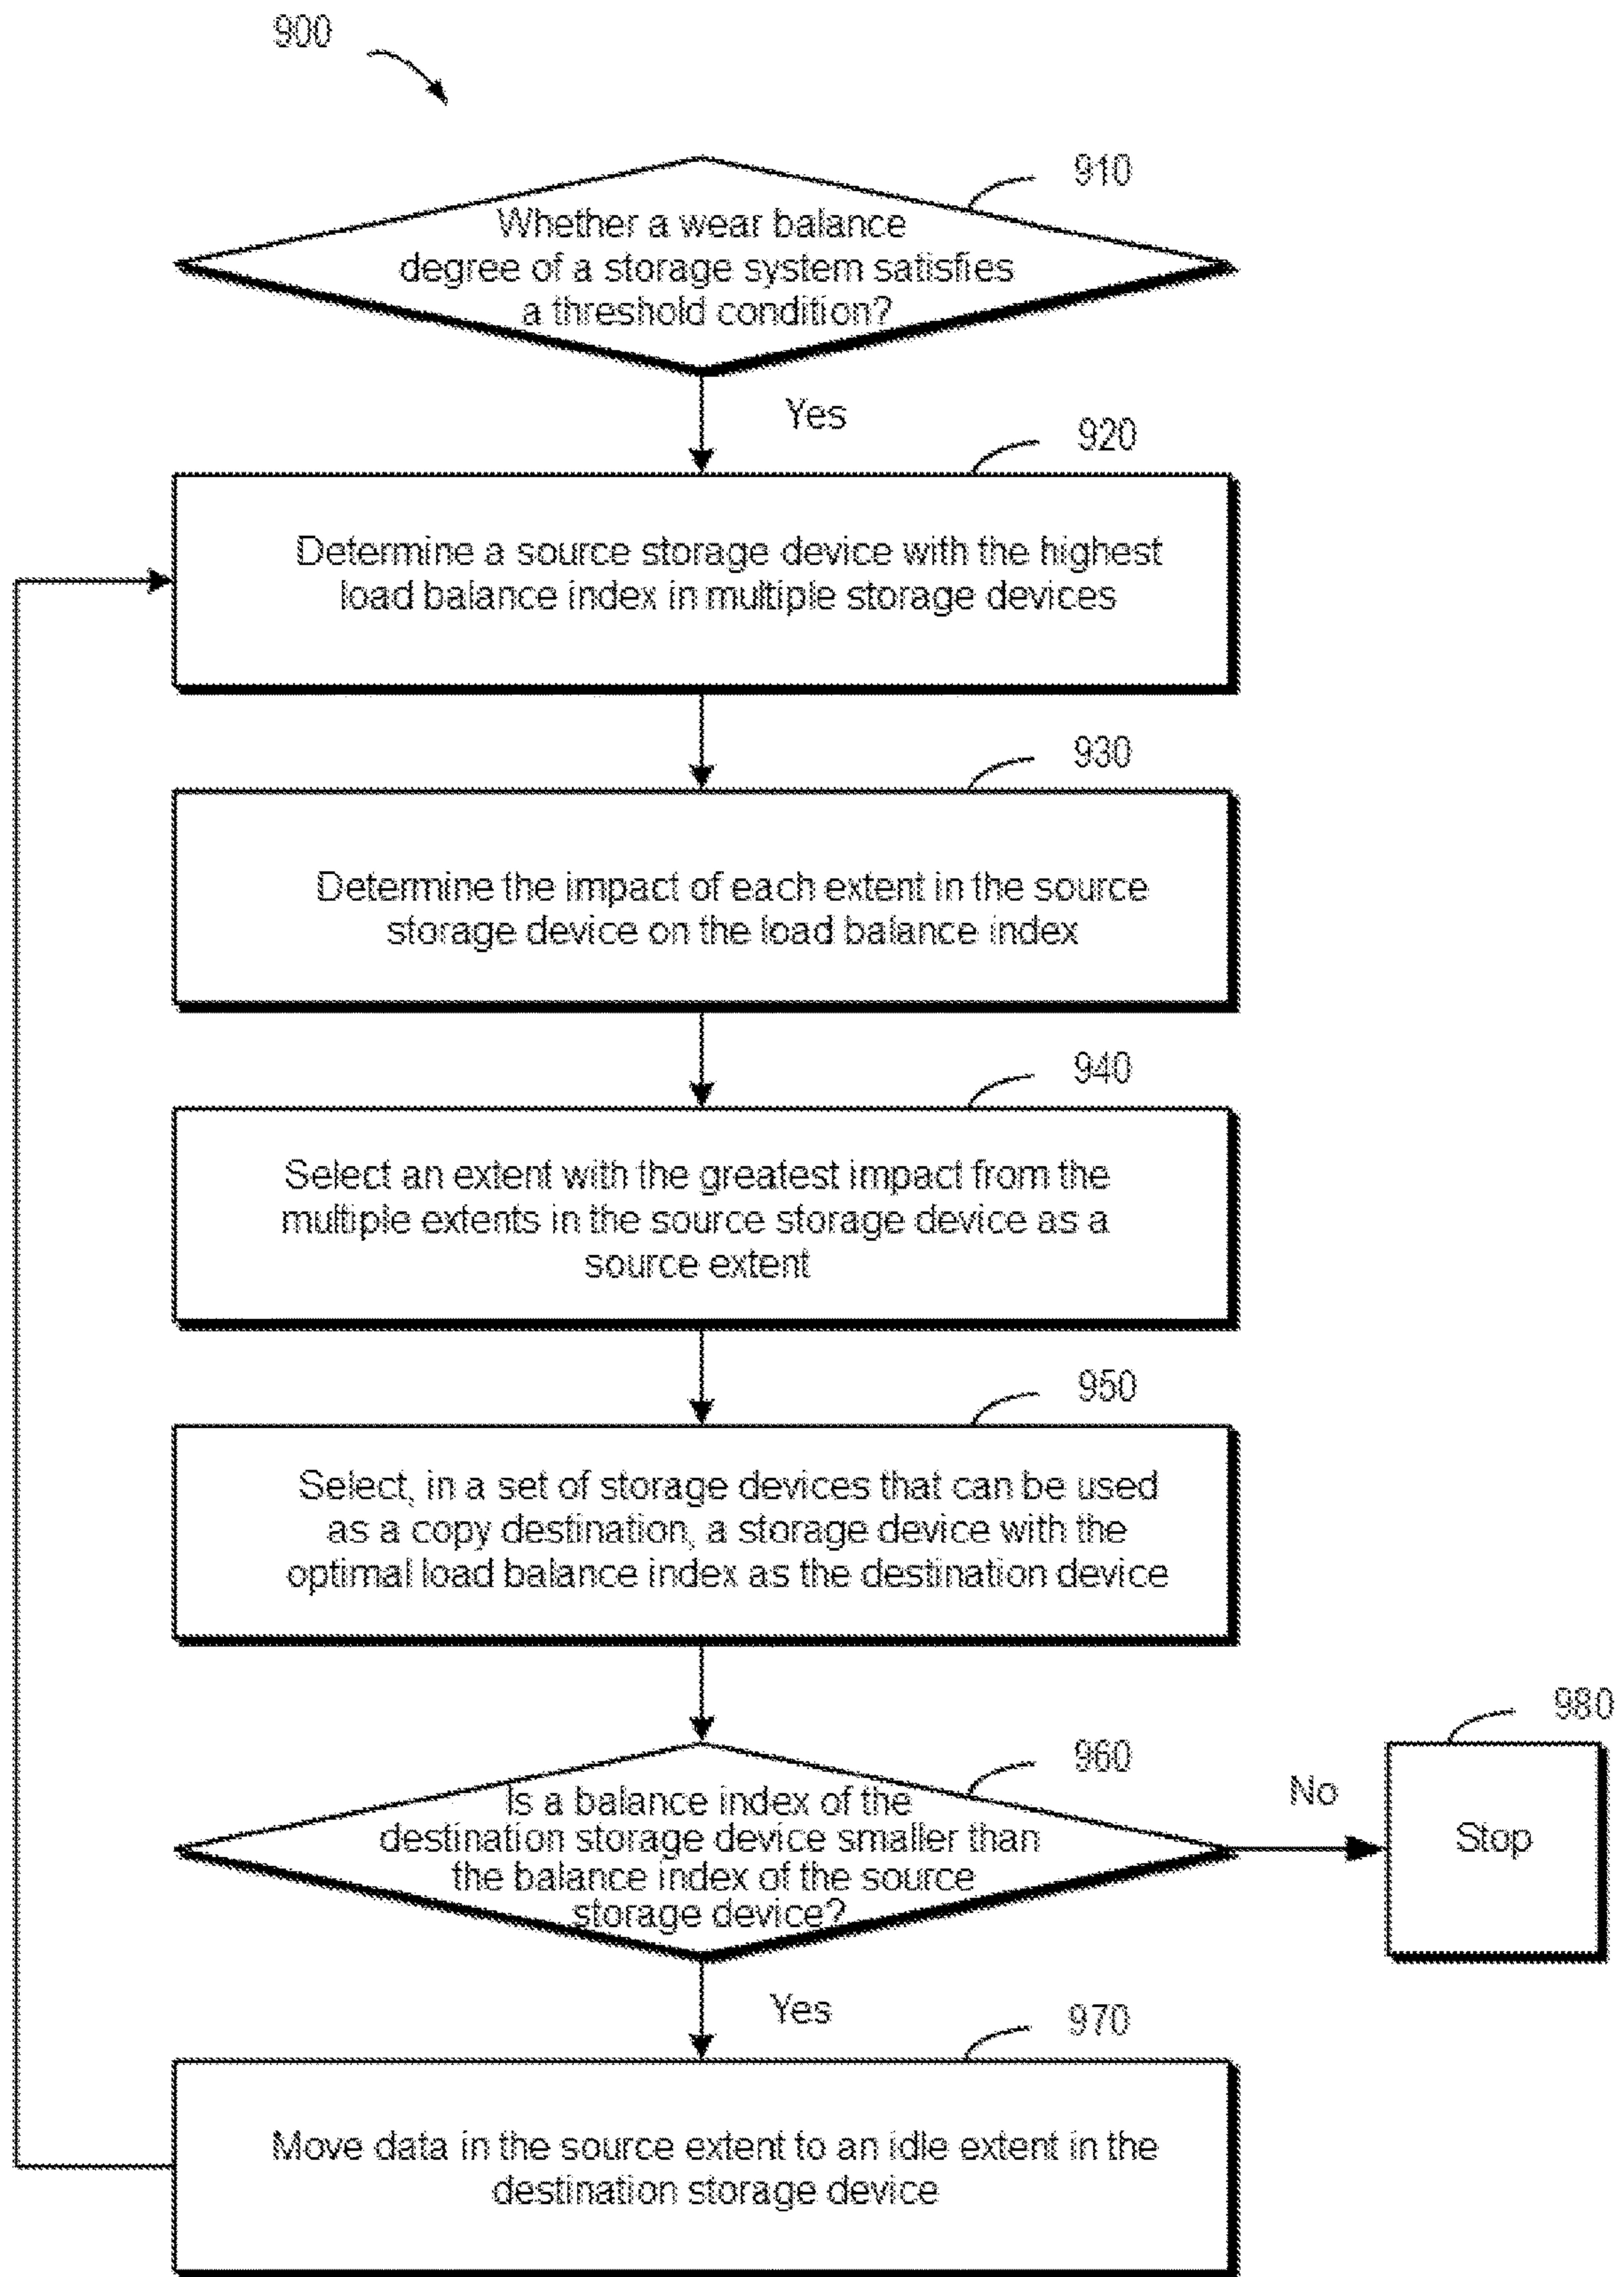 900
910
Whether a wear balance
degree of a storage system satisfies
a threshold condition?
Yes
920
Determine a source storage device with the highest
load balance index in multiple storage devices
930
Determine the impact of each extent in the source
storage device on the load balance index
940
Select an extent with the greatest impact from the
multiple extents in the source storage device as a
source extent
950
Select, in a set of storage devices that can be used
as a copy destination, a storage device with the
optimal load balance index as the destination device
960
Is a balance index of the
destination storage device smaller than
the balance index of the source
storage device?
No
980
Stop
Yes
970
Move data in the source extent to an idle extent in the
destination storage device